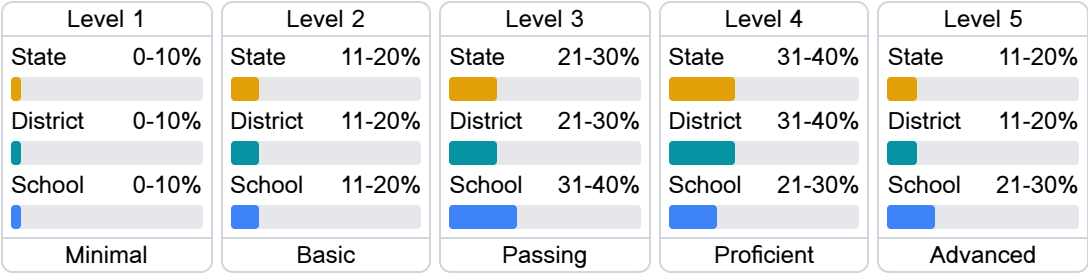 Level 1
State 0-10%
District 0-10%
School 0-10%
Minimal
Level 2
State 11-20%
District 11-20%
School 11-20%
Basic
Level 3
State 21-30%
District 21-30%
School 31-40%
Passing
Level 4
State 31-40%
District 31-40%
School 21-30%
Proficient
Level 5
State 11-20%
District 11-20%
School 21-30%
Advanced